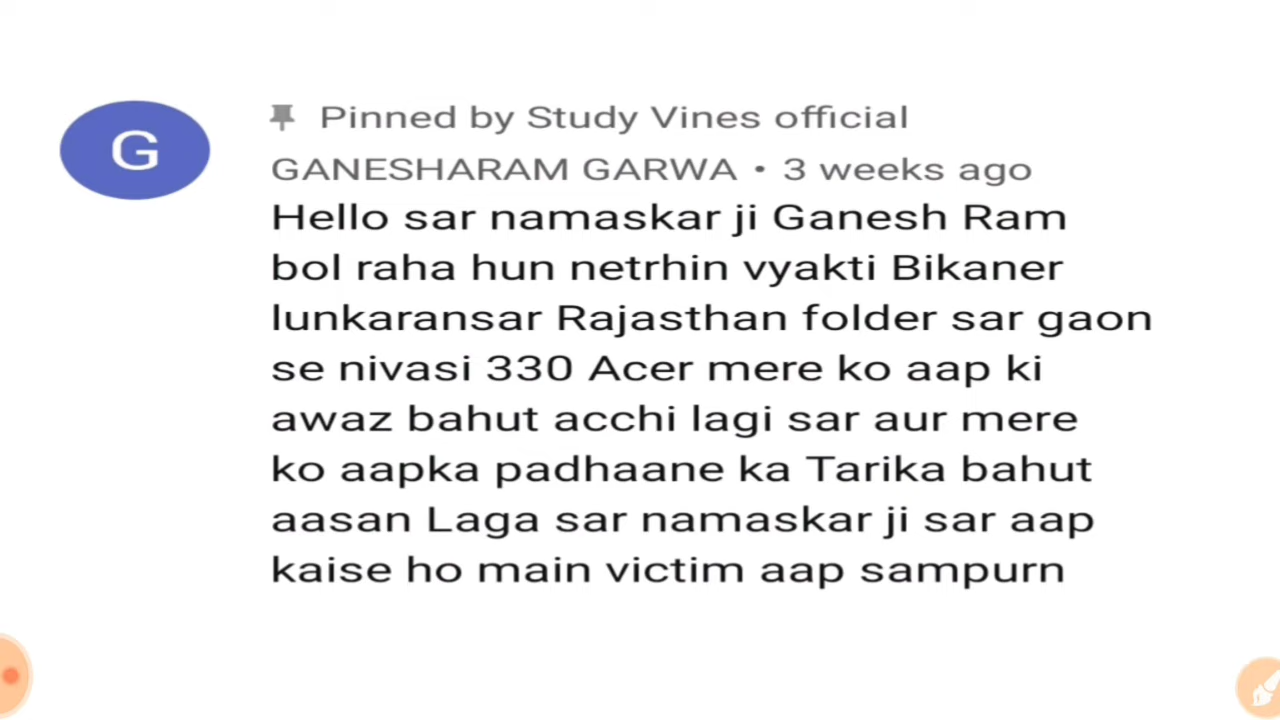 G
Pinned by Study Vines official
GANESHARAM GARWA • 3 weeks ago
Hello sar namaskar ji Ganesh Ram
bol raha hun netrhin vyakti Bikaner
lunkaransar Rajasthan folder sar gaon
se nivasi 330 Acer mere ko aap ki
awaz bahut acchi lagi sar aur mere
ko aapka padhaane ka Tarika bahut
aasan Laga sar namaskar ji sar aap
kaise ho main victim aap sampurn